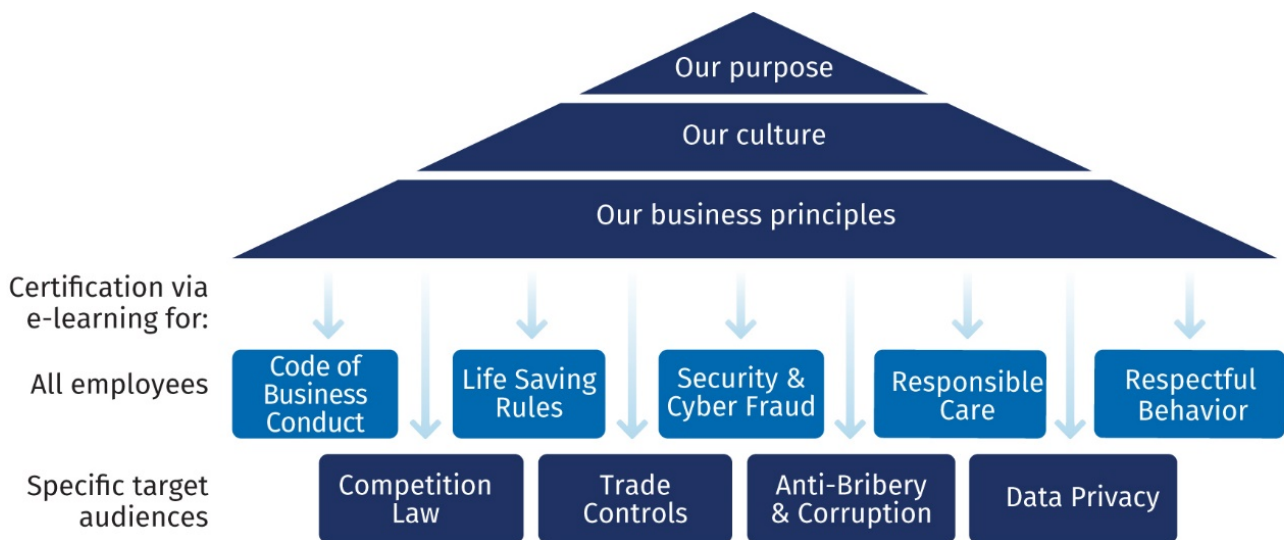 Our purpose
Our culture
Our business principles
Certification via
e-learning for:
All employees
Code of
Business
Conduct
Life Saving
Rules
Security &
Cyber Fraud
Responsible
Care
Respectful
Behavior
Specific target
audiences
Competition
Law
Trade
Controls
Anti-Bribery
& Corruption
Data Privacy